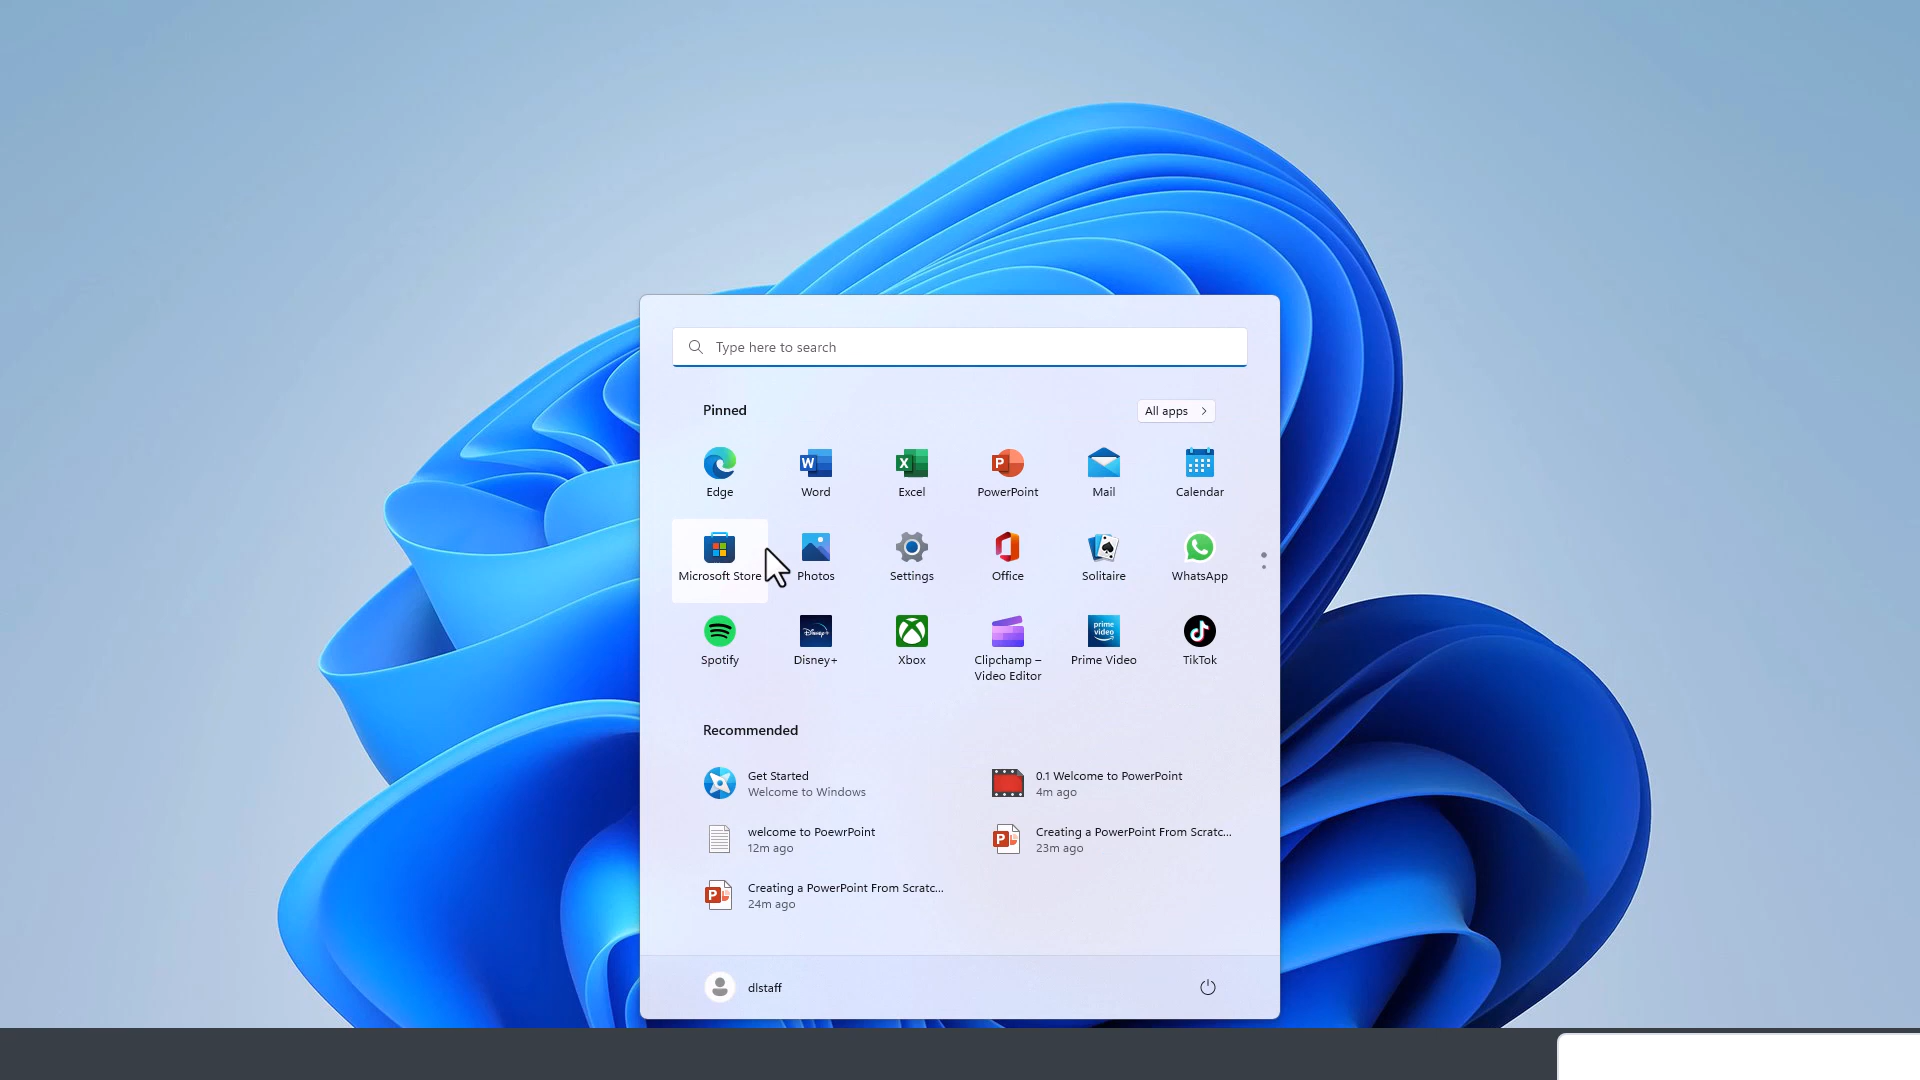 Type here to search
Pinned
All apps
Edge
Word
Excel
PowerPoint
Mail
Calendar
Microsoft Store
Photos
Settings
Office
Solitaire
WhatsApp
Spotify
Disney+
Xbox
Clipchamp –
Video Editor
prime
video
Prime Video
TikTok
Recommended
Get Started
Welcome to Windows
0.1 Welcome to PowerPoint
4m ago
welcome to PoewrPoint
12m ago
Creating a PowerPoint From Scratc...
23m ago
Creating a PowerPoint From Scratc...
24m ago
dlstaff